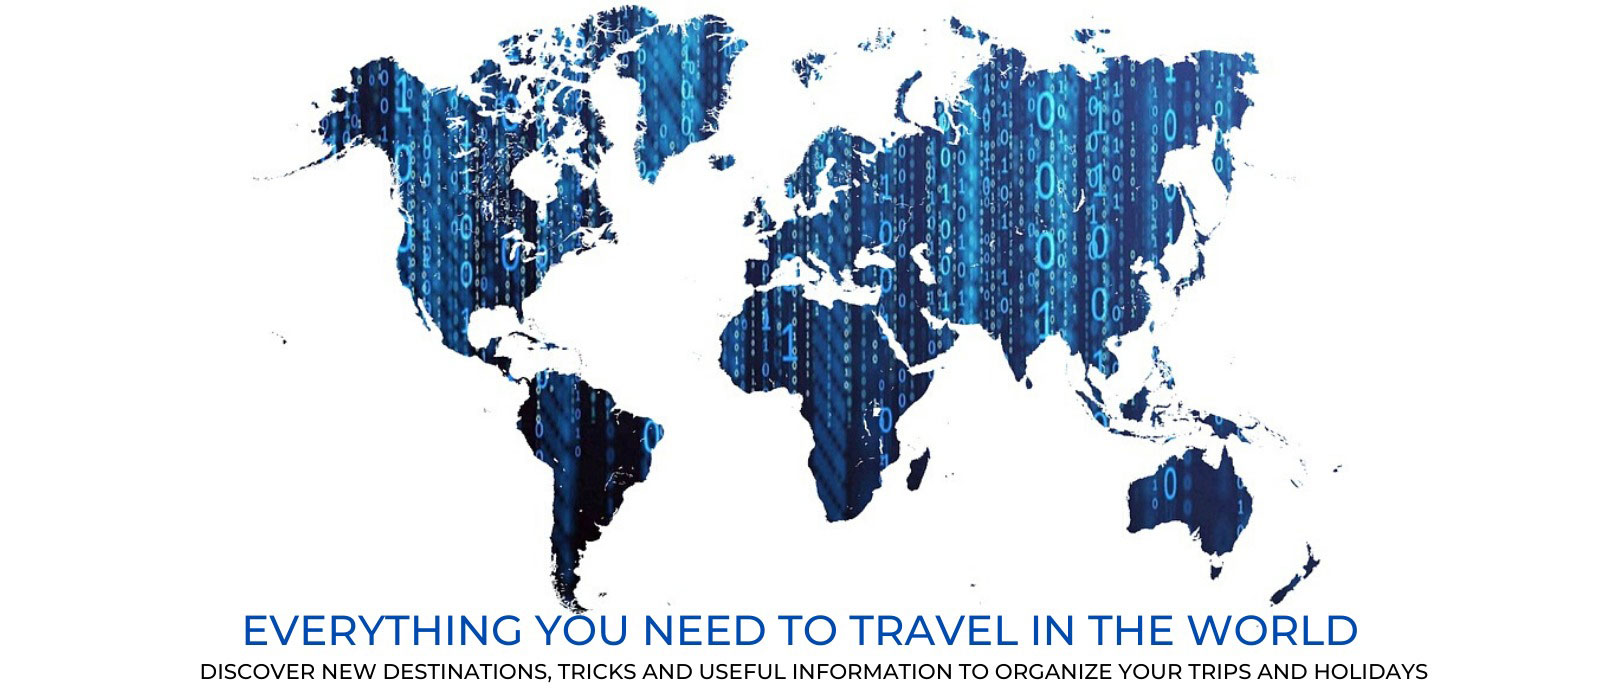 EVERYTHING YOU NEED TO TRAVEL IN THE WORLD
DISCOVER NEW DESTINATIONS, TRICKS AND USEFUL INFORMATION TO ORGANIZE YOUR TRIPS AND HOLIDAYS